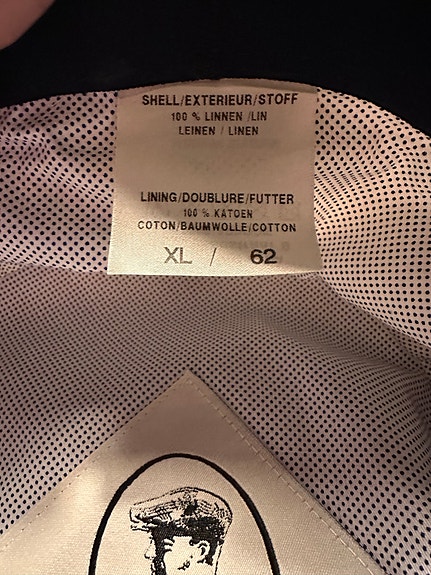 SHELL/EXTERIEUR/STOFF
100 % LINNEN /LIN
LEINEN / LINEN
LINING/DOUBLURE/FUTTER
100 % KATOEN
COTON/BAUMWOLLE/COTTON
XL / 62